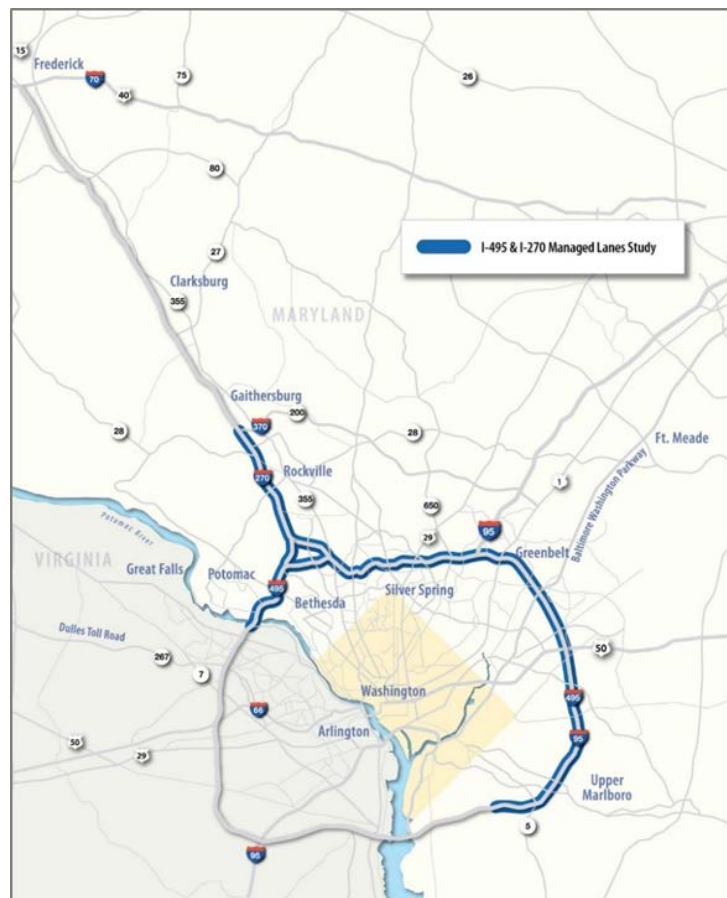 15
Frederick
70
40
75
26
80
27
Clarksburg
355
MARYLAND
I-495 & I-270 Managed Lanes Study
Gaithersburg
370
200
28
28
Ft. Meade
Rockville
270
355
650
1
Baltimore Washington Parkway
29
95
Greenbelt
Potomac River
VIRGINIA
Great Falls
Potomac
495
Bethesda
Silver Spring
Dulles Toll Road
267
7
50
66
Washington
Arlington
495
95
50
29
Upper
Marlboro
5
95